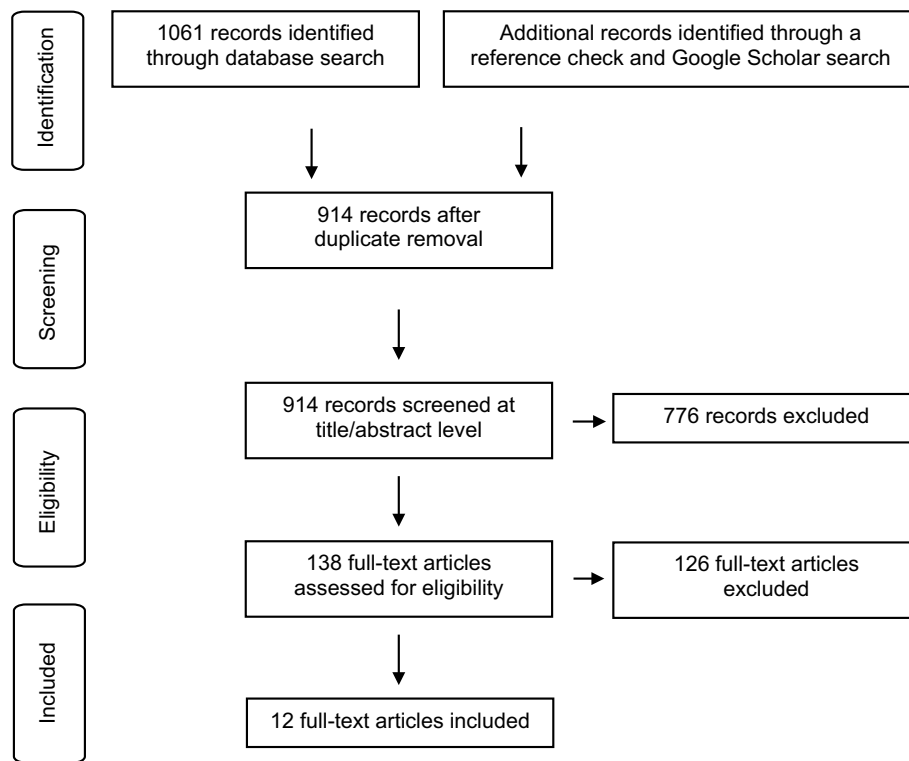 Identification
1061 records identified
through database search
Additional records identified through a
reference check and Google Scholar search
Screening
914 records after
duplicate removal
Eligibility
914 records screened at
title/abstract level
776 records excluded
138 full-text articles
assessed for eligibility
126 full-text articles
excluded
Included
12 full-text articles included